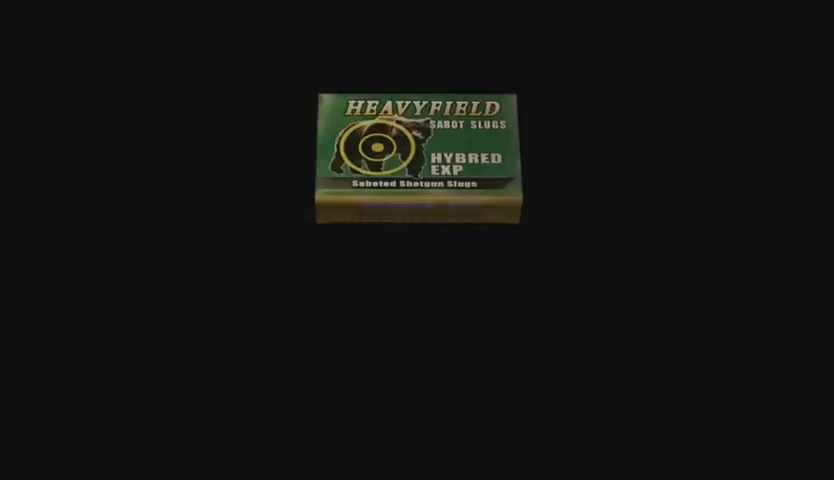 HEAVYFIELD
SABOT SLUGS
HYBRED
EXP
Saboted Shotgun Slugs